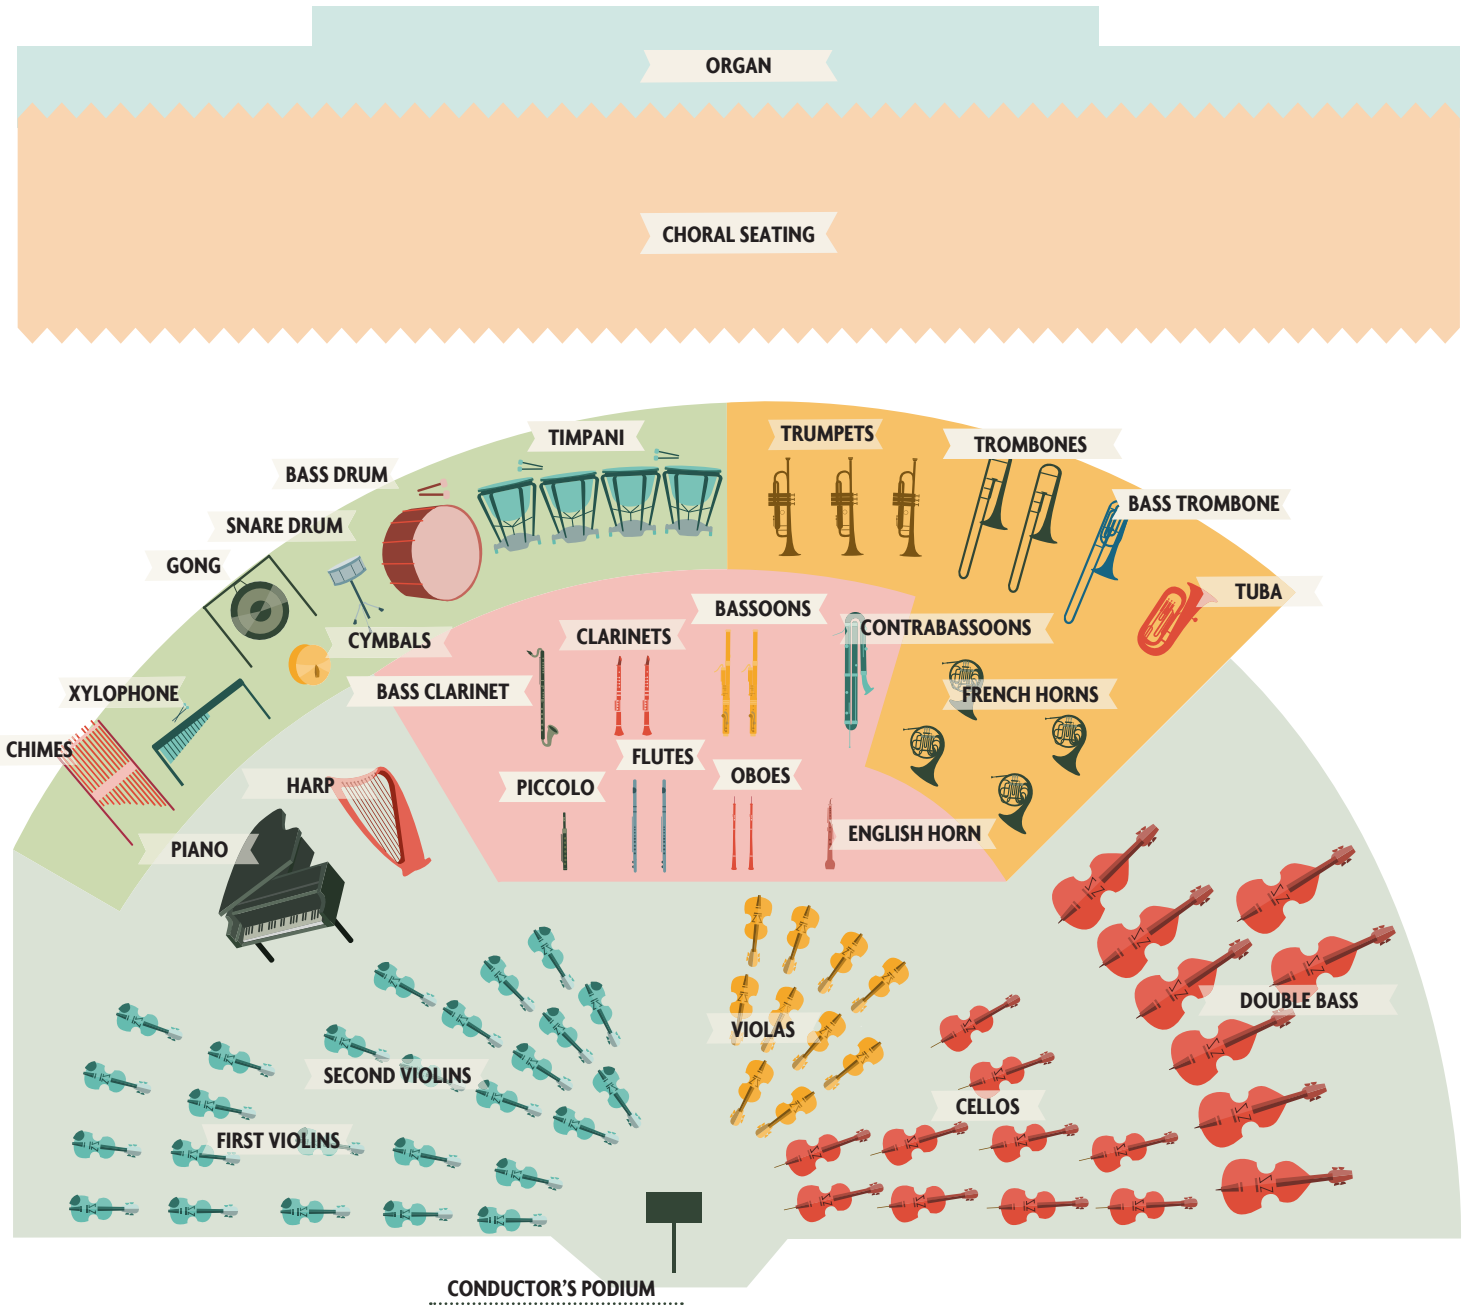 ORGAN
CHORAL SEATING
TIMPANI
TRUMPETS
TROMBONES
BASS DRUM
BASS TROMBONE
SNARE DRUM
GONG
TUBA
BASSOONS
CONTRABASSOONS
CLARINETS
CYMBALS
XYLOPHONE
BASS CLARINET
FRENCH HORNS
CHIMES
FLUTES
OBOES
HARP
PICCOLO
ENGLISH HORN
PIANO
DOUBLE BASS
VIOLAS
SECOND VIOLINS
CELLOS
FIRST VIOLINS
CONDUCTOR'S PODIUM